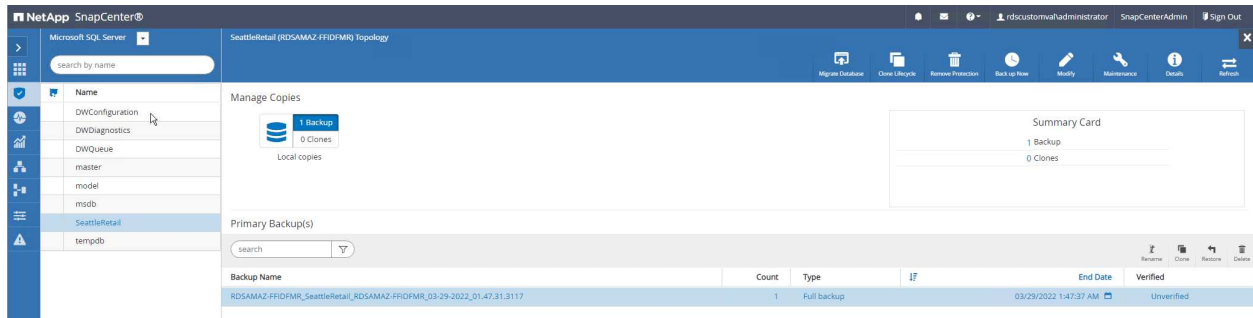 NetApp SnapCenter®
rdscustomval\administrator SnapCenterAdmin Sign Out
Microsoft SQL Server
SeattleRetail (RDSAMAZ-FFIDFMR) Topology
search by name
Migrate Database Clone Lifecycle Remove Protection Back up Now Modify Maintenance Details Refresh
Name
DWConfiguration
DWDiagnostics
DWQueue
master
model
msdb
SeattleRetail
tempdb
Manage Copies
1 Backup
0 Clones
Local copies
Summary Card
1 Backup
0 Clones
Primary Backup(s)
search
Rename Clone Restore Delete
Backup Name Count Type End Date Verified
RDSAMAZ-FFIDFMR_SeattleRetail_RDSAMAZ-FFIDFMR_03-29-2022_01.47.31.3117 1 Full backup 03/29/2022 1:47:37 AM Unverified